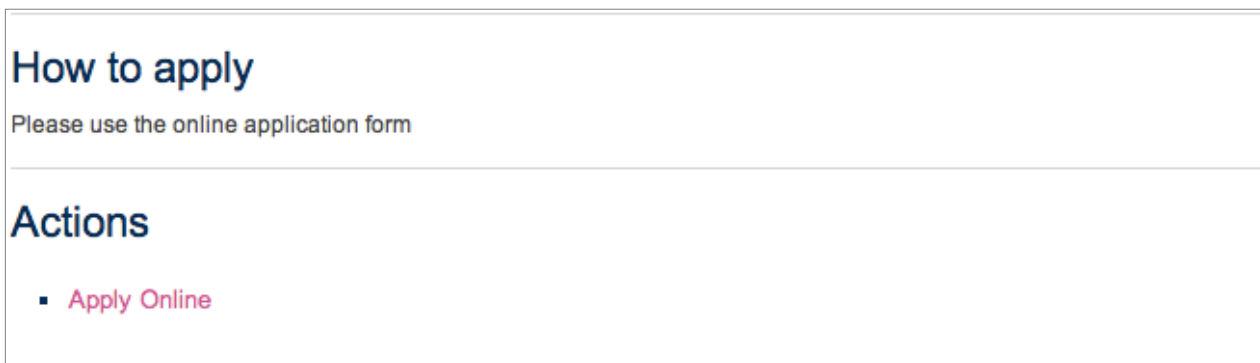 How to apply
Please use the online application form
Actions
Apply Online